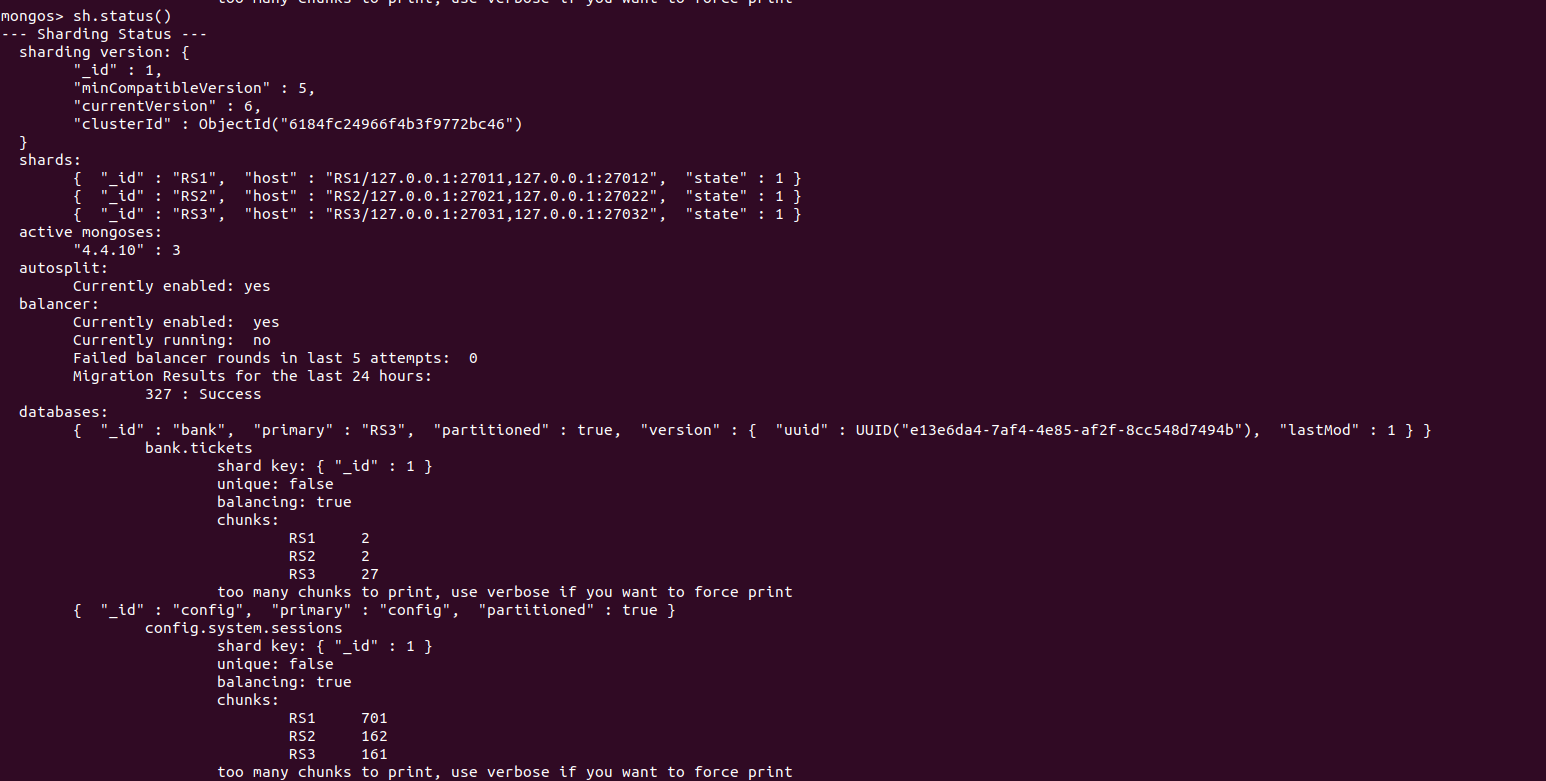 too many chunks to print, use verbose if you want to force print
mongos> sh.status()
--- Sharding Status ---
  sharding version: {
        "_id" : 1,
        "minCompatibleVersion" : 5,
        "currentVersion" : 6,
        "clusterId" : ObjectId("6184fc24966f4b3f9772bc46")
  }
  shards:
        {  "_id" : "RS1",  "host" : "RS1/127.0.0.1:27011,127.0.0.1:27012",  "state" : 1 }
        {  "_id" : "RS2",  "host" : "RS2/127.0.0.1:27021,127.0.0.1:27022",  "state" : 1 }
        {  "_id" : "RS3",  "host" : "RS3/127.0.0.1:27031,127.0.0.1:27032",  "state" : 1 }
  active mongoses:
        "4.4.10" : 3
  autosplit:
        Currently enabled: yes
  balancer:
        Currently enabled:  yes
        Currently running:  no
        Failed balancer rounds in last 5 attempts:  0
        Migration Results for the last 24 hours:
                327 : Success
  databases:
        {  "_id" : "bank",  "primary" : "RS3",  "partitioned" : true,  "version" : {  "uuid" : UUID("e13e6da4-7af4-4e85-af2f-8cc548d7494b"),  "lastMod" : 1 } }
                bank.tickets
                        shard key: { "_id" : 1 }
                        unique: false
                        balancing: true
                        chunks:
                                RS1     2
                                RS2     2
                                RS3     27
                        too many chunks to print, use verbose if you want to force print
        {  "_id" : "config",  "primary" : "config",  "partitioned" : true }
                config.system.sessions
                        shard key: { "_id" : 1 }
                        unique: false
                        balancing: true
                        chunks:
                                RS1     701
                                RS2     162
                                RS3     161
                        too many chunks to print, use verbose if you want to force print